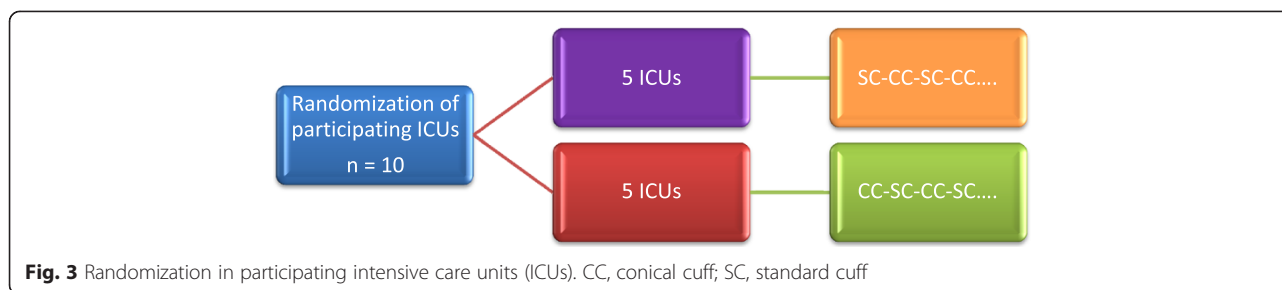 Randomization of
participating ICUs
n = 10
5 ICUs
SC-CC-SC-CC....
5 ICUs
CC-SC-CC-SC....
Fig. 3 Randomization in participating intensive care units (ICUs). CC, conical cuff; SC, standard cuff